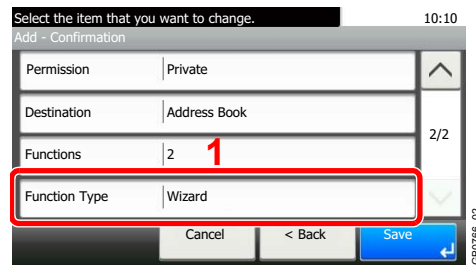 Select the item that you want to change. 10:10
Add - Confirmation
Permission Private
Destination Address Book
2/2
Functions 2 1
Function Type Wizard
Cancel < Back Save